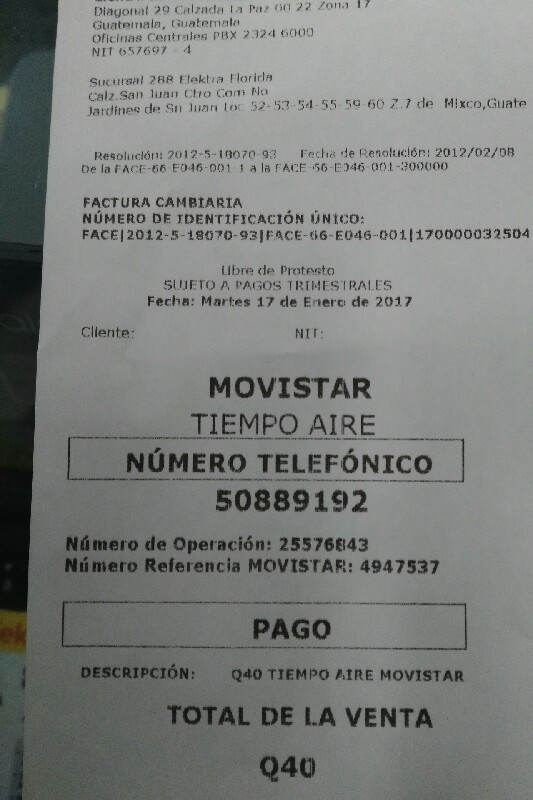 Diagonal 29 Calzada La Paz 00 22 Zona 17
Guatemala, Guatemala
Oficinas Centrales PBX 2324 6000
NIT 657697 - 4
Sucursal 288 Elektra Florida
Calz.San Juan Ctro Com No
Jardines de Sn Juan Loc 52-53-54-55-59-60 Z.7 de Mixco,Guate
Resolución: 2012-5-18070-93 Fecha de Resolución: 2012/02/08
De la FACE-66-E046-001-1 a la FACE-66-E046-001-300000
FACTURA CAMBIARIA
NÚMERO DE IDENTIFICACIÓN ÚNICO:
FACE|2012-5-18070-93|FACE-66-E046-001|170000032504
Libre de Protesto
SUJETO A PAGOS TRIMESTRALES
Fecha: Martes 17 de Enero de 2017
Cliente: NIT:
MOVISTAR
TIEMPO AIRE
NÚMERO TELEFÓNICO
50889192
Número de Operación: 25576843
Número Referencia MOVISTAR: 4947537
PAGO
DESCRIPCIÓN: Q40 TIEMPO AIRE MOVISTAR
TOTAL DE LA VENTA
Q40